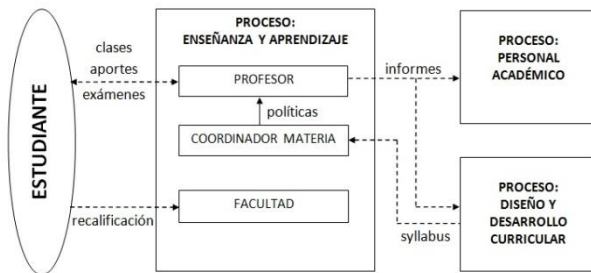 ESTUDIANTE
clases
aportes
exámenes
recalificación
PROCESO:
ENSEÑANZA Y APRENDIZAJE
PROFESOR
políticas
COORDINADOR MATERIA
FACULTAD
informes
syllabus
PROCESO:
PERSONAL
ACADÉMICO
PROCESO:
DISEÑO Y
DESARROLLO
CURRICULAR